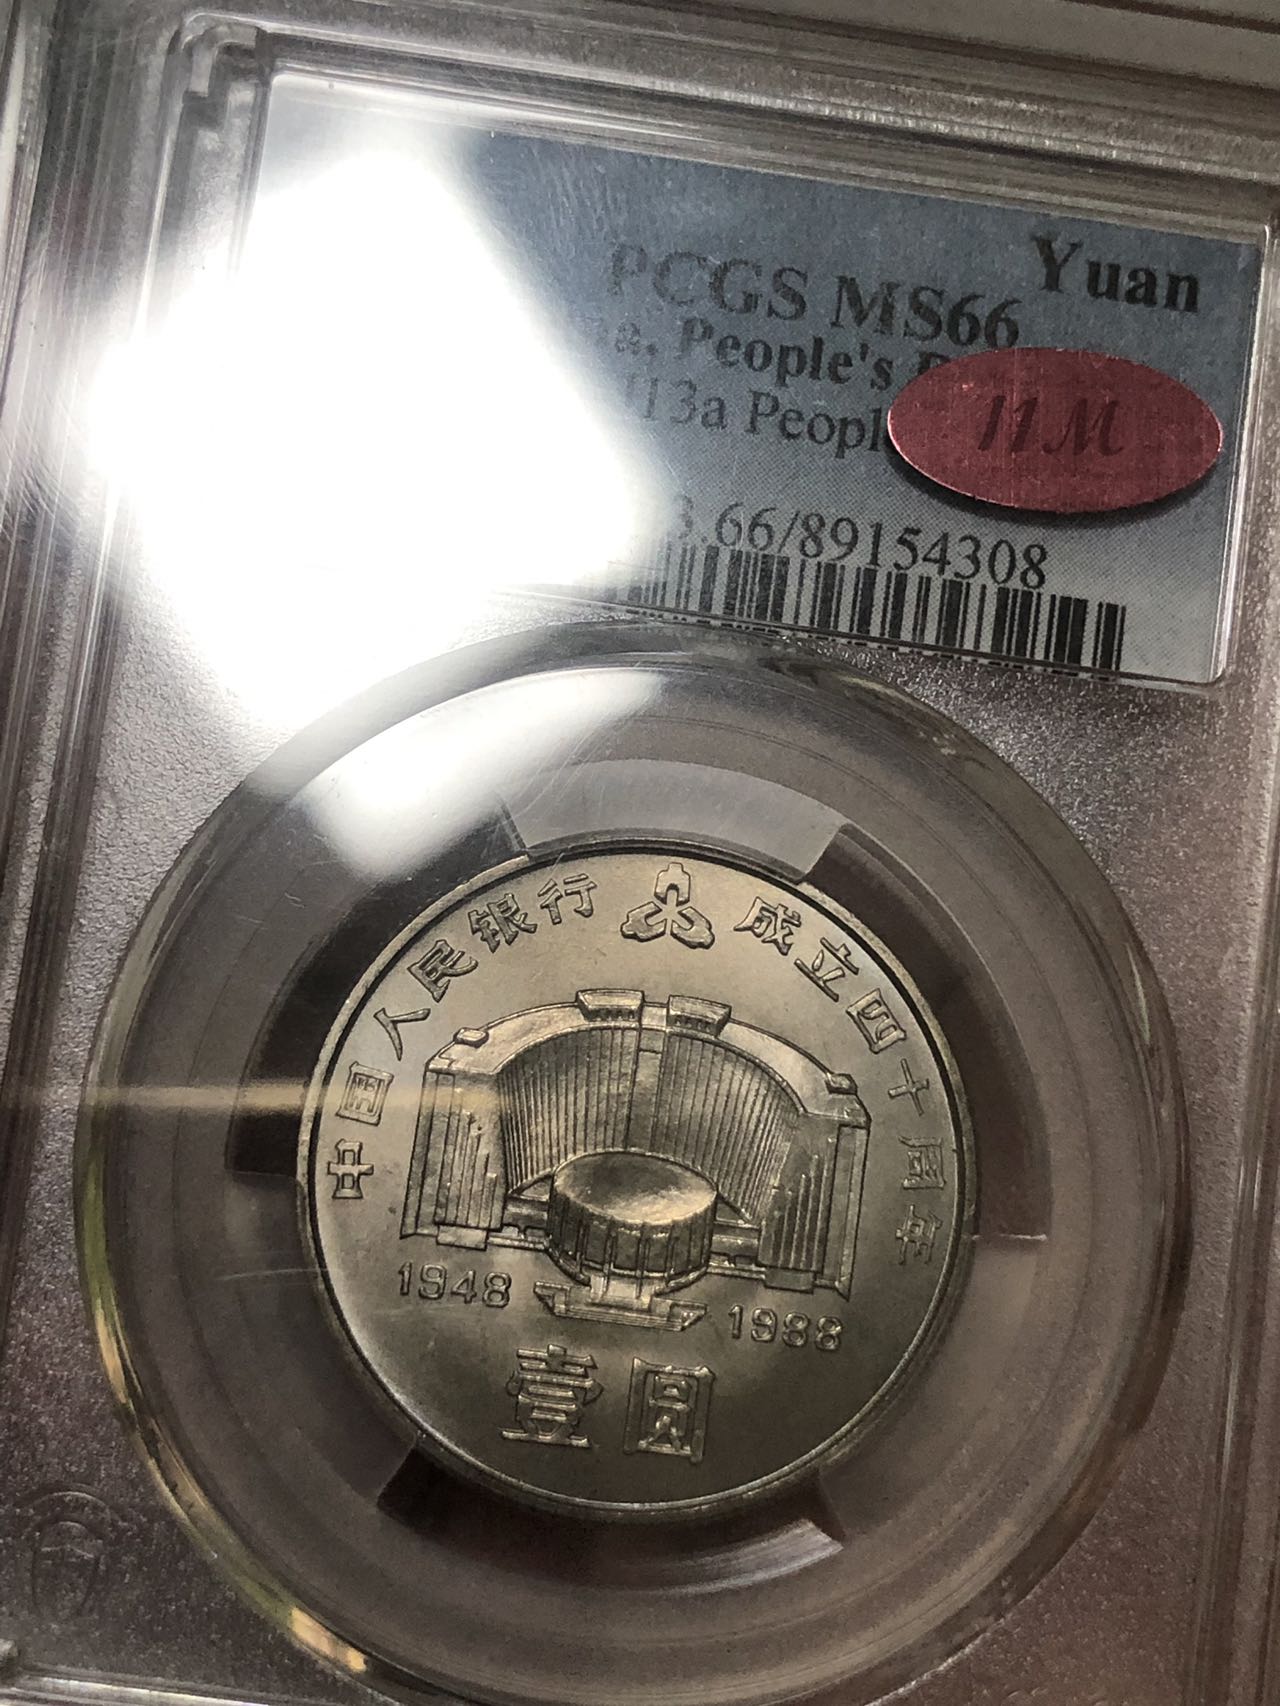 Yuan
PCGS MS66
People's
13a
11M
.66/89154308
中国人民银行 成立四十周年
1948 1988
壹圆